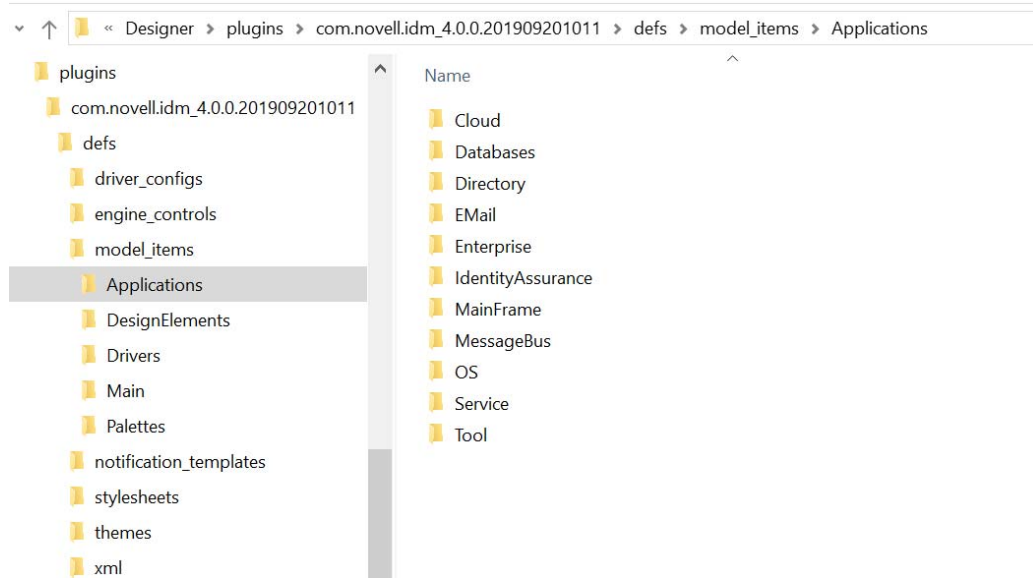 « Designer > plugins > com.novell.idm_4.0.0.201909201011 > defs > model_items > Applications
plugins
com.novell.idm_4.0.0.201909201011
defs
driver_configs
engine_controls
model_items
Applications
DesignElements
Drivers
Main
Palettes
notification_templates
stylesheets
themes
xml
Name
Cloud
Databases
Directory
EMail
Enterprise
IdentityAssurance
MainFrame
MessageBus
OS
Service
Tool